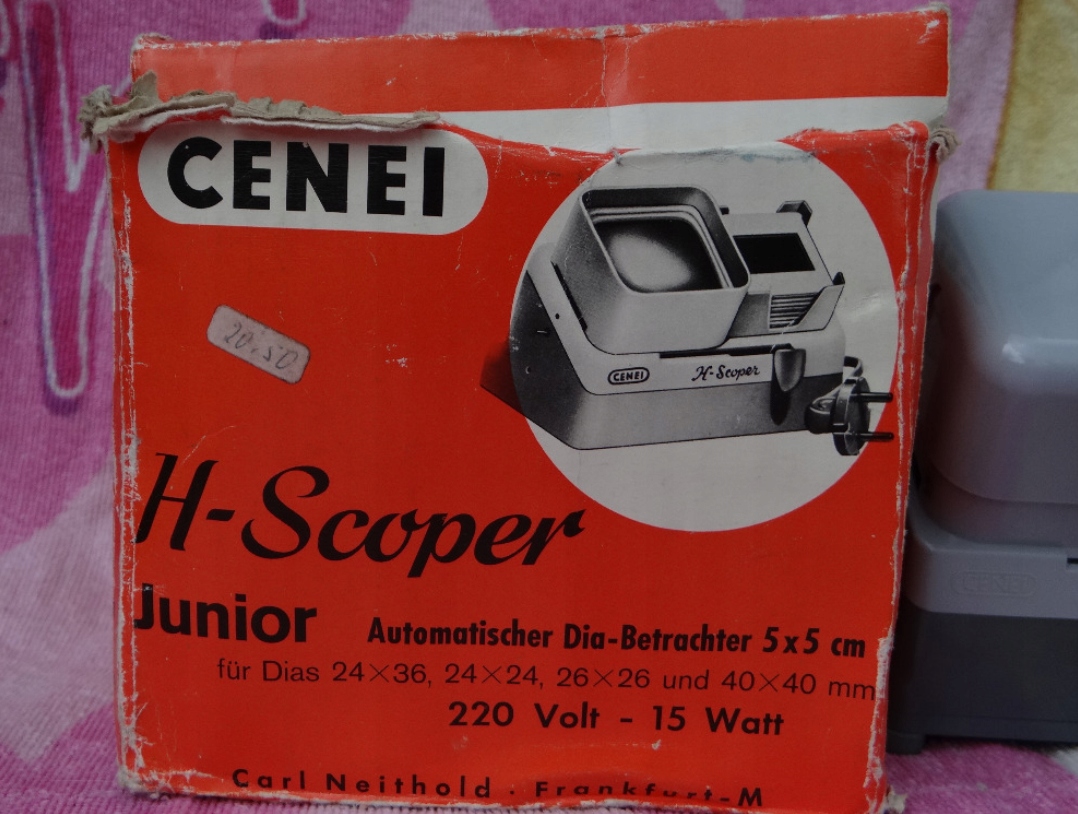 CENEI
20.50
CENEI H-Scoper
H-Scoper
Junior
Automatischer Dia-Betrachter 5x5 cm
für Dias 24×36, 24×24, 26×26 und 40×40 mm
220 Volt - 15 Watt
Carl Neithold · Frankfurt-M
CENEI